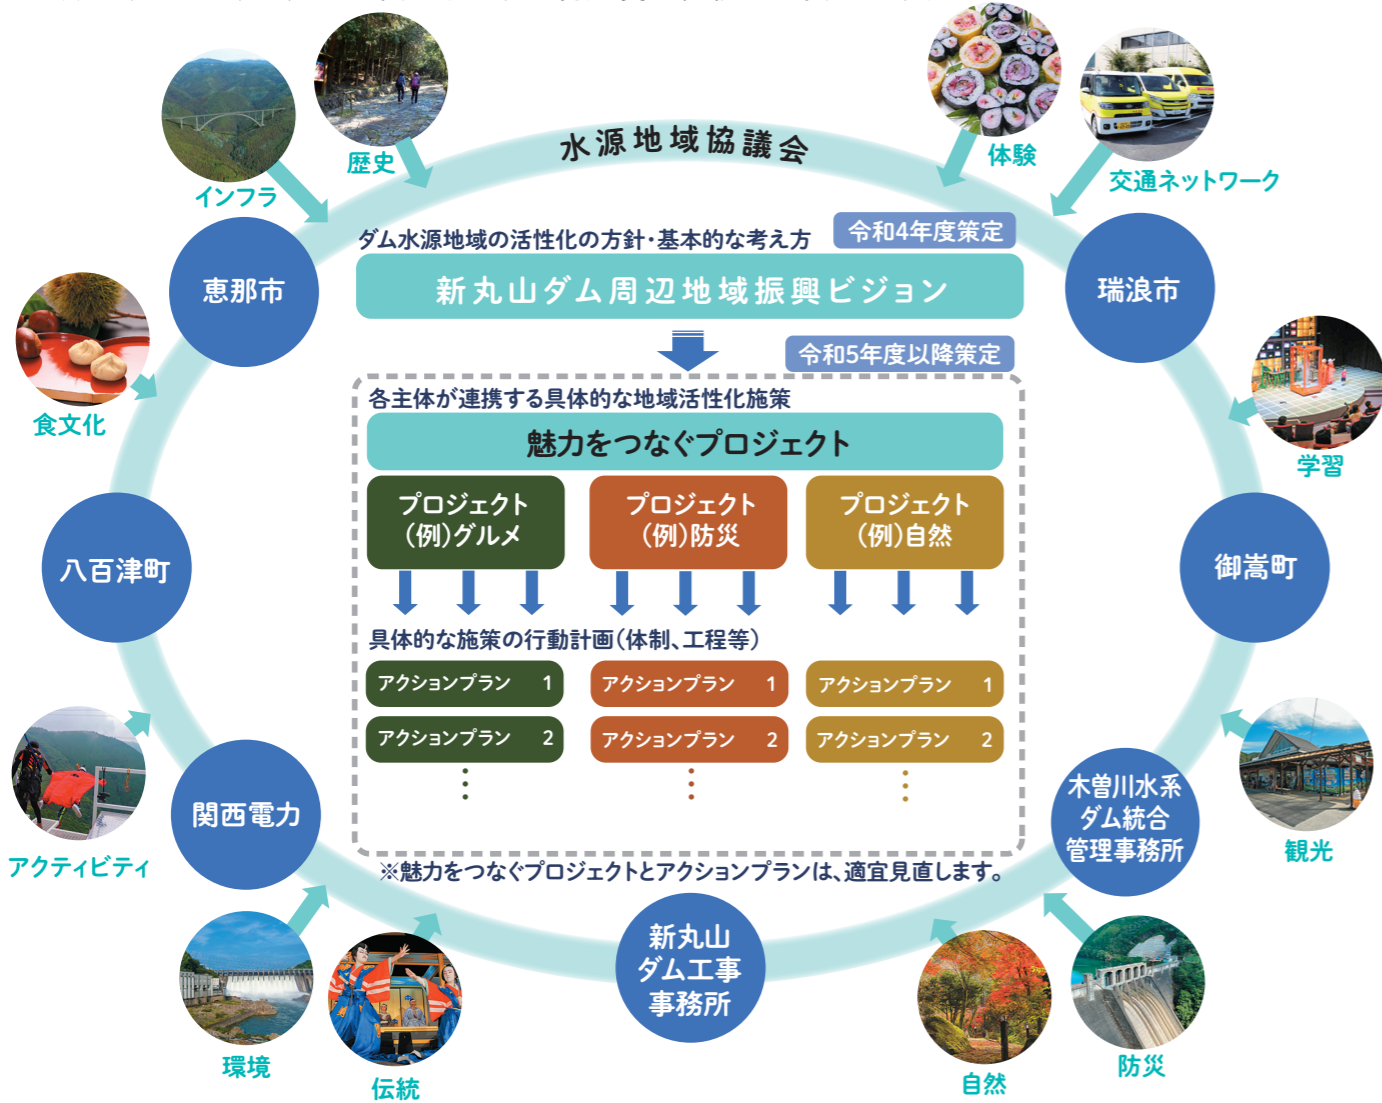 水源地域協議会
インフラ
歴史
体験
交通ネットワーク
恵那市
瑞浪市
ダム水源地域の活性化の方針・基本的な考え方
令和4年度策定
新丸山ダム周辺地域振興ビジョン
令和5年度以降策定
食文化
学習
各主体が連携する具体的な地域活性化施策
魅力をつなぐプロジェクト
プロジェクト
(例)グルメ
プロジェクト
(例)防災
プロジェクト
(例)自然
八百津町
御嵩町
具体的な施策の行動計画(体制、工程等)
アクションプラン 1
アクションプラン 1
アクションプラン 1
アクションプラン 2
アクションプラン 2
アクションプラン 2
関西電力
木曽川水系
ダム統合
管理事務所
アクティビティ
観光
※魅力をつなぐプロジェクトとアクションプランは、適宜見直します。
新丸山
ダム工事
事務所
環境
伝統
自然
防災